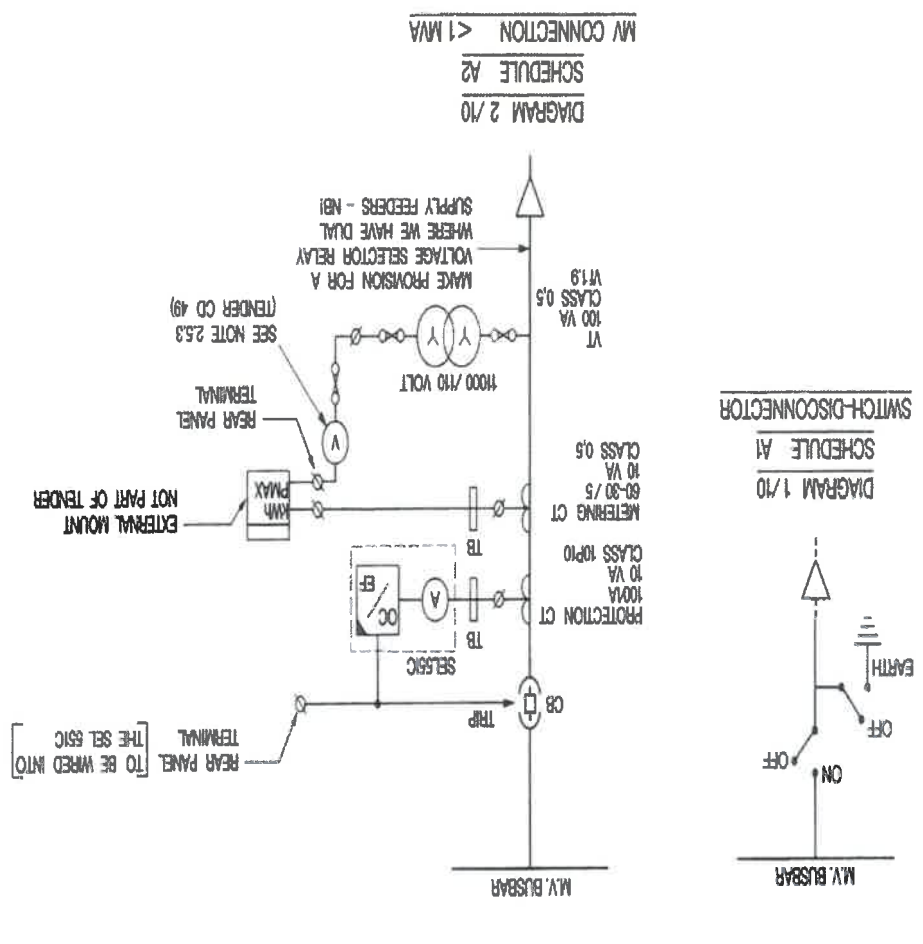 M.V. BUSBAR
ON
OFF
OFF
EARTH
DIAGRAM 1/10
SCHEDULE A1
SWITCH-DISCONNECTOR
M.V. BUSBAR
CB
TRIP
REAR PANEL
TERMINAL
[TO BE WIRED INTO
THE SEL 551C]
SEL551C
PROTECTION CT
100\1A
10 VA
CLASS 10P10
TB
A
OC
EF
METERING CT
60-30 /5
10 VA
CLASS 0,5
TB
kWh
PMAX
EXTERNAL MOUNT
NOT PART OF TENDER
REAR PANEL
TERMINAL
V
SEE NOTE 2.5.3
(TENDER CD 49)
11000 /110 VOLT
VT
100 VA
CLASS 0,5
VF1.9
MAKE PROVISION FOR A
VOLTAGE SELECTOR RELAY
WHERE WE HAVE DUAL
SUPPLY FEEDERS - NB!
DIAGRAM 2 /10
SCHEDULE A2
MV CONNECTION <1 MVA